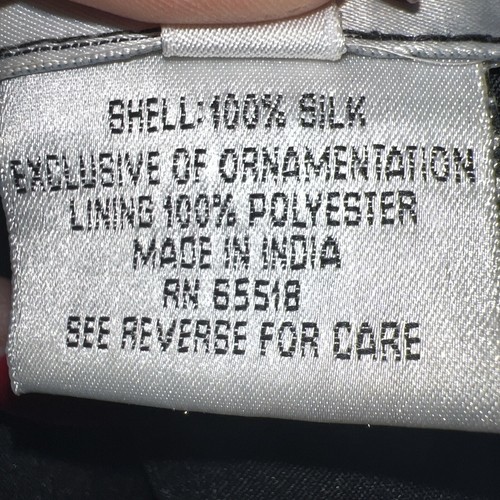 SHELL: 100% SILK
EXCLUSIVE OF ORNAMENTATION
LINING 100% POLYESTER
MADE IN INDIA
RN 65518
SEE REVERSE FOR CARE